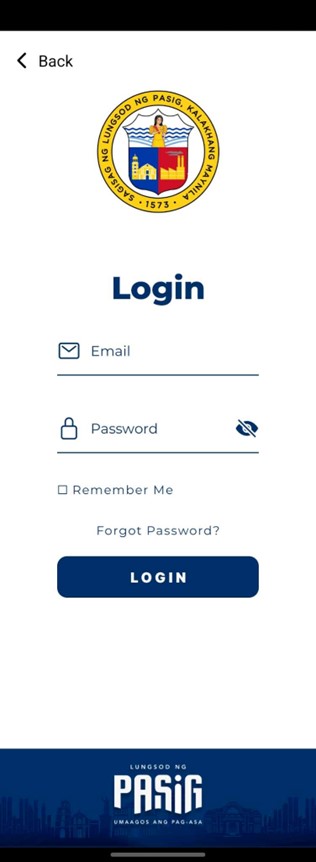 Back
SAGISAG NG LUNGSOD NG PASIG, KALAKHANG MAYNILA
• 1573 •
Login
Email
Password
Remember Me
Forgot Password?
LOGIN
LUNGSOD NG
PASIG
UMAAGOS ANG PAG-ASA